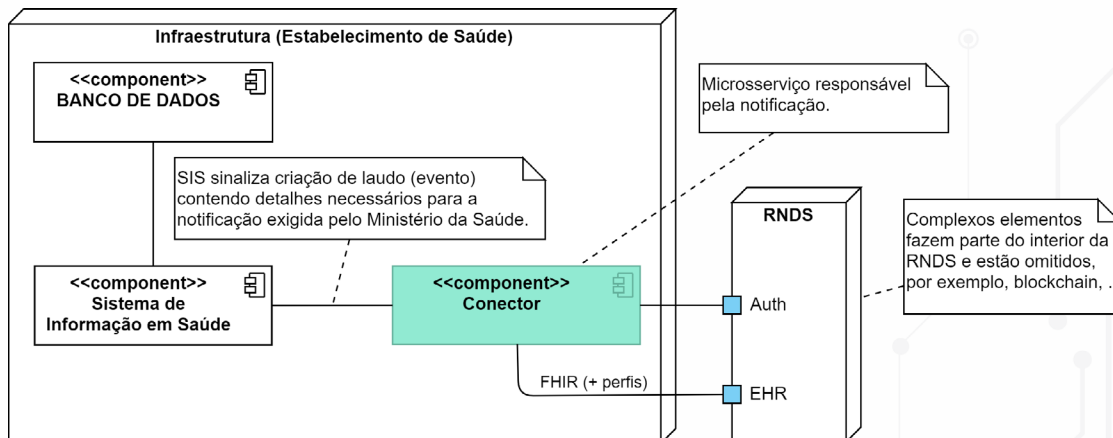 Infraestrutura (Estabelecimento de Saúde)
<<component>>
BANCO DE DADOS
Microsserviço responsável
pela notificação.
SIS sinaliza criação de laudo (evento)
contendo detalhes necessários para a
notificação exigida pelo Ministério da Saúde.
RNDS
Complexos elementos
fazem parte do interior da
RNDS e estão omitidos,
por exemplo, blockchain, ..
<<component>>
Sistema de
Informação em Saúde
<<component>>
Conector
Auth
FHIR (+ perfis)
EHR